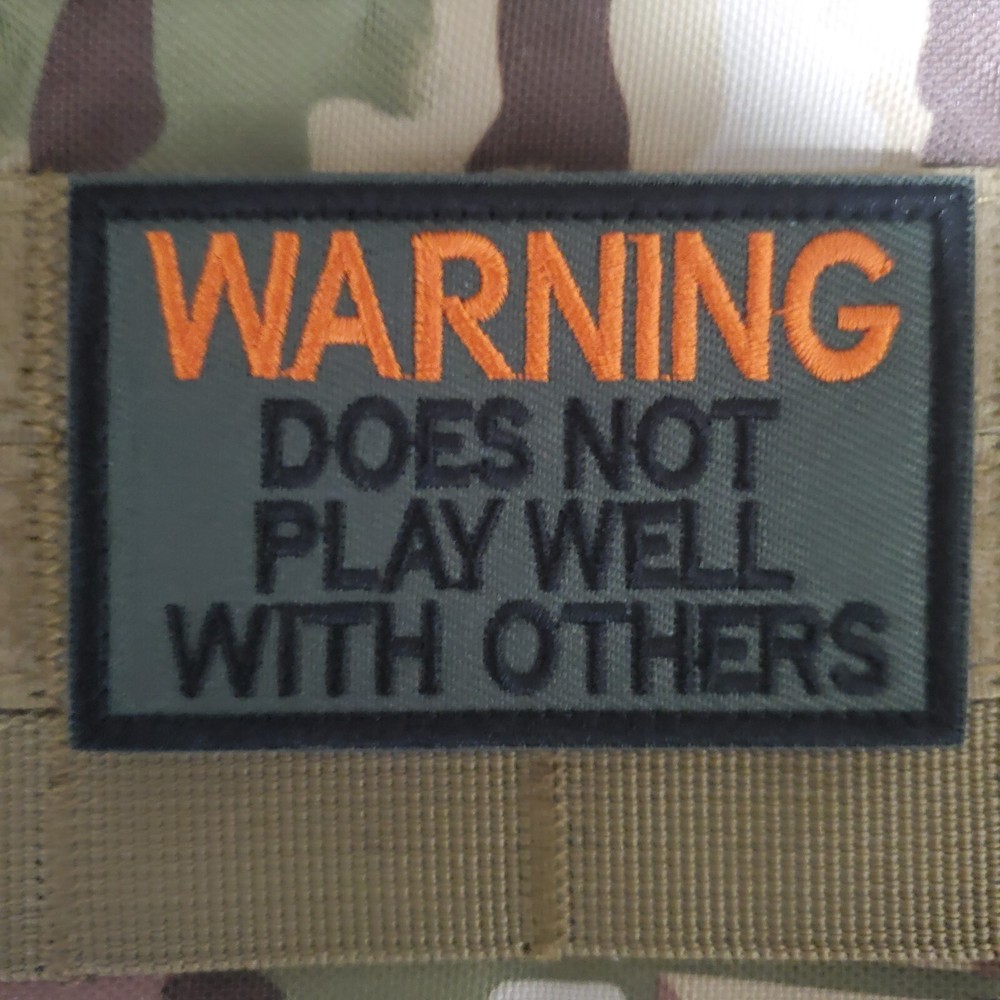 WARNING
DOES NOT
PLAY WELL
WITH OTHERS